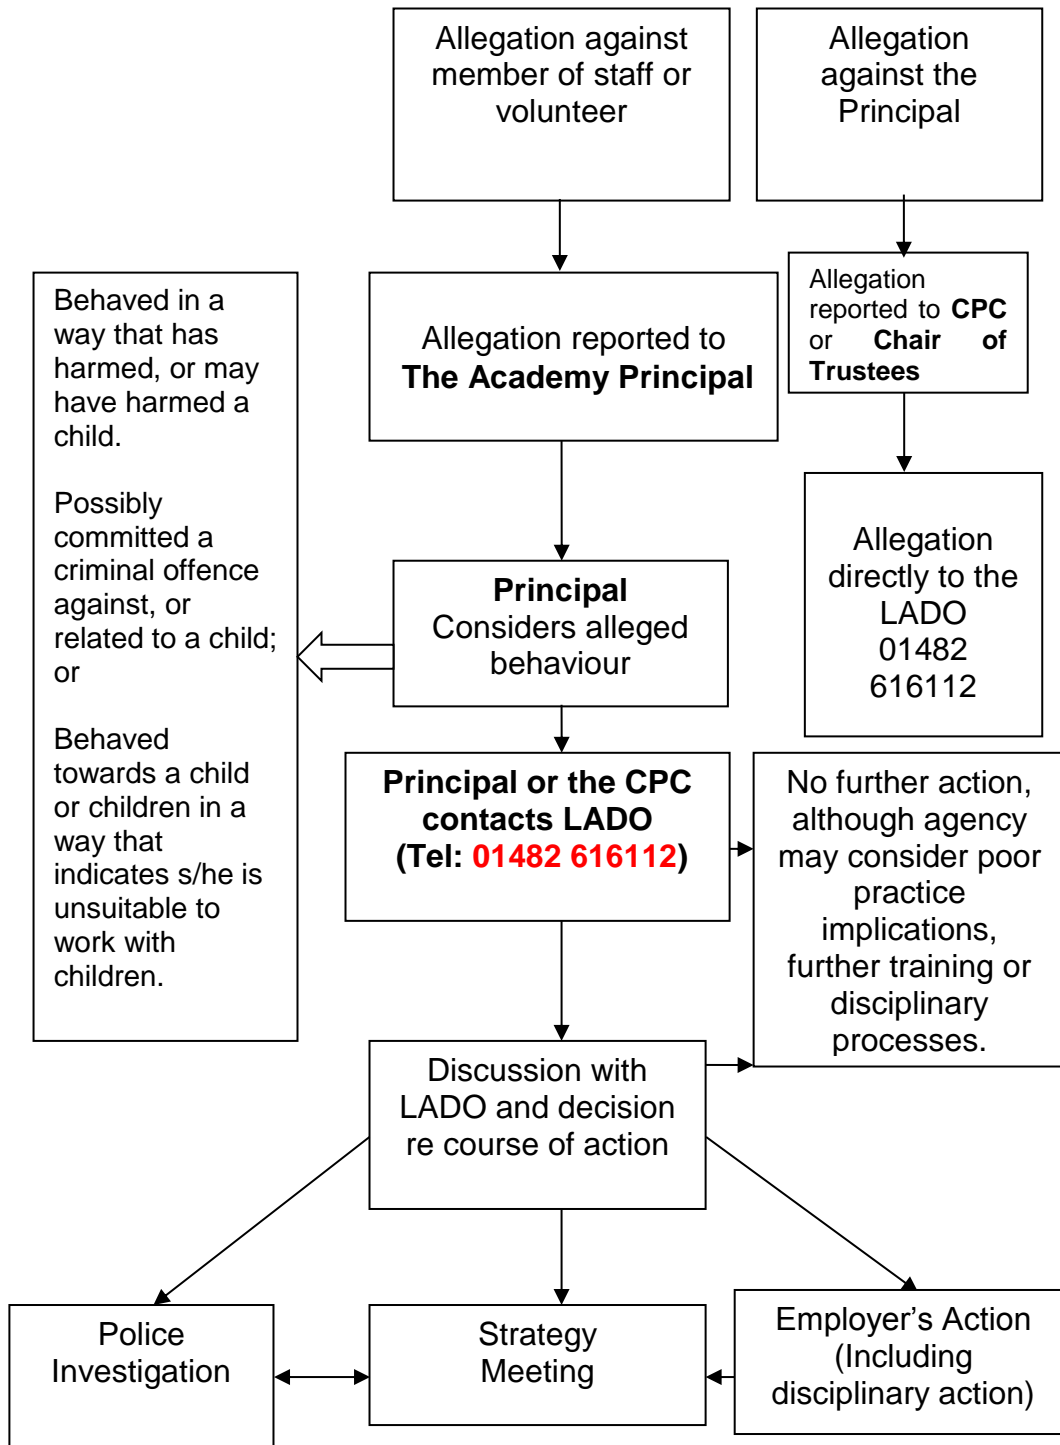 Allegation against
member of staff or
volunteer
Allegation
against the
Principal
Allegation
reported to CPC
or Chair of
Trustees
Behaved in a
way that has
harmed, or may
have harmed a
child.
Possibly
committed a
criminal offence
against, or
related to a child;
or
Behaved
towards a child
or children in a
way that
indicates s/he is
unsuitable to
work with
children.
Allegation reported to
The Academy Principal
Allegation
directly to the
LADO
01482
616112
Principal
Considers alleged
behaviour
Principal or the CPC
contacts LADO
(Tel: 01482 616112)
No further action,
although agency
may consider poor
practice
implications,
further training or
disciplinary
processes.
Discussion with
LADO and decision
re course of action
Police
Investigation
Strategy
Meeting
Employer’s Action
(Including
disciplinary action)